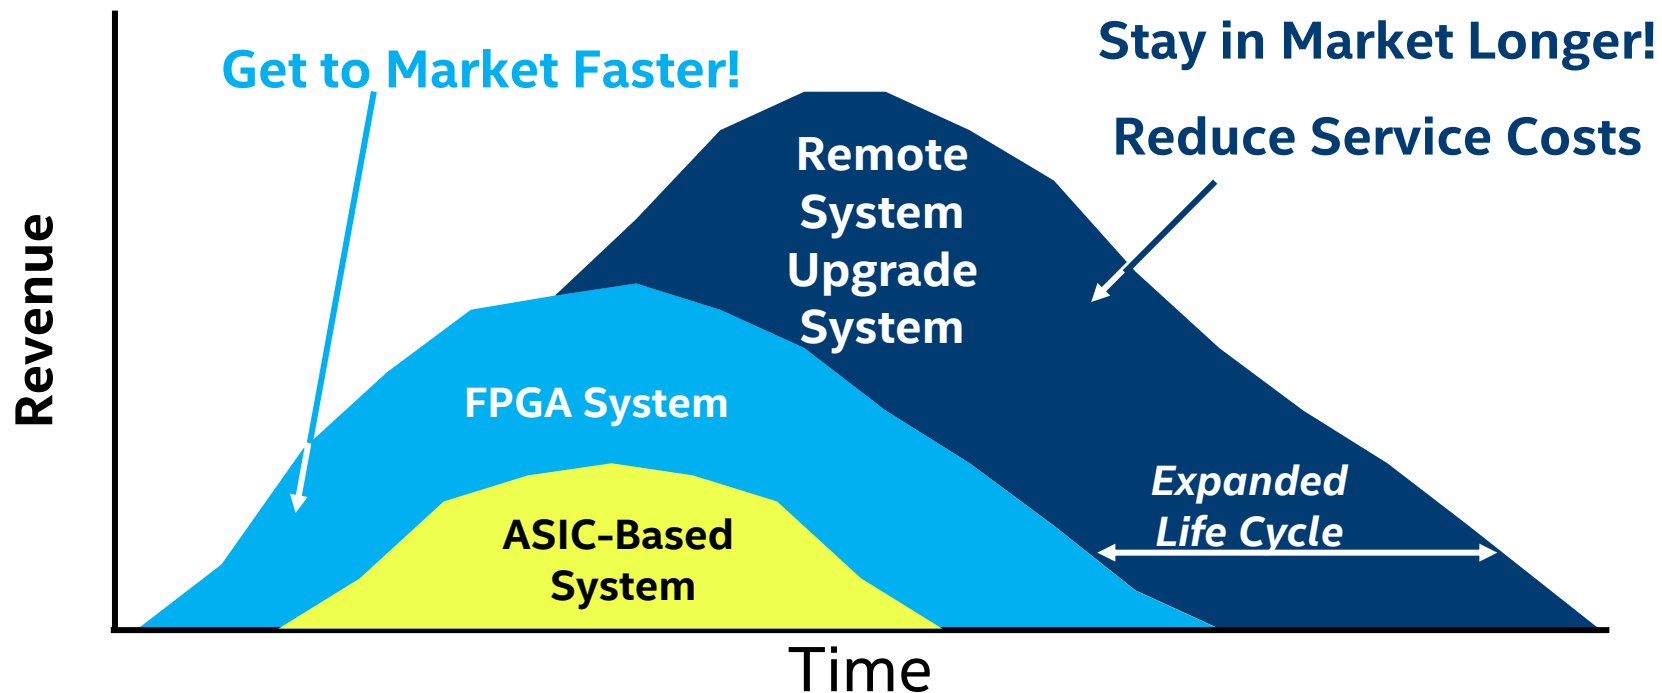 Get to Market Faster!
Stay in Market Longer!
Reduce Service Costs
Remote
System
Upgrade
System
Revenue
FPGA System
Expanded
Life Cycle
ASIC-Based
System
Time